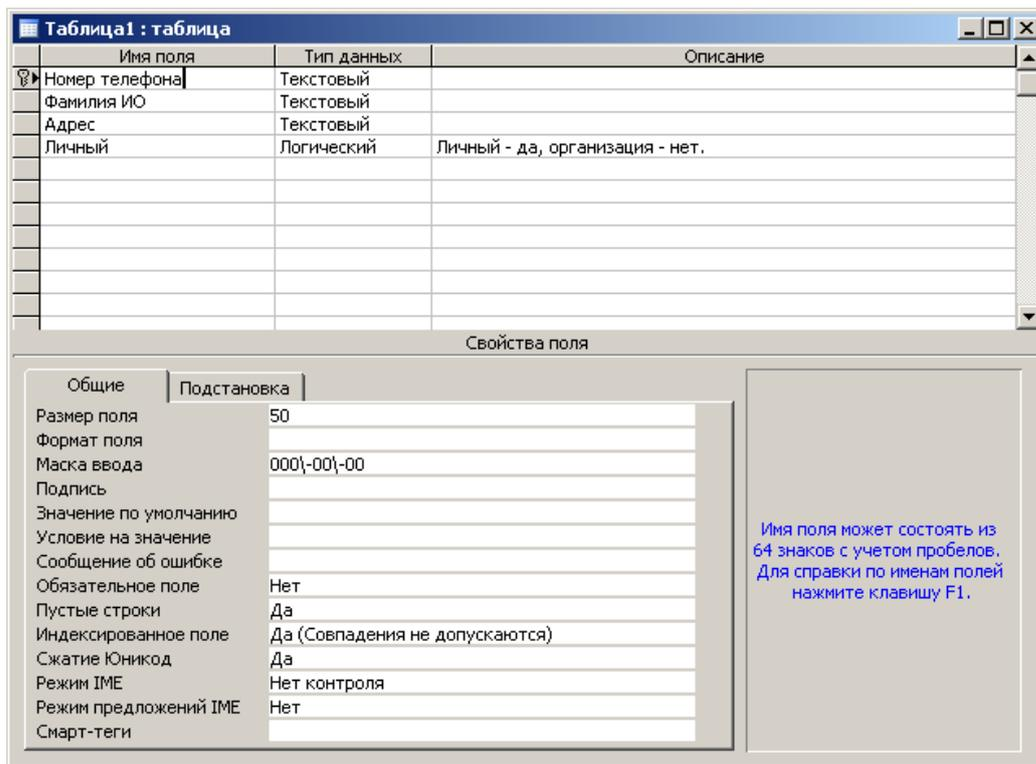 Таблица1 : таблица
Имя поля Тип данных Описание
Номер телефона Текстовый
Фамилия ИО Текстовый
Адрес Текстовый
Личный Логический Личный - да, организация - нет.
Свойства поля
Общие Подстановка
Размер поля 50
Формат поля
Маска ввода 000\-00\-00
Подпись
Значение по умолчанию
Условие на значение
Сообщение об ошибке
Обязательное поле Нет
Пустые строки Да
Индексированное поле Да (Совпадения не допускаются)
Сжатие Юникод Да
Режим IME Нет контроля
Режим предложений IME Нет
Смарт-теги
Имя поля может состоять из
64 знаков с учетом пробелов.
Для справки по именам полей
нажмите клавишу F1.